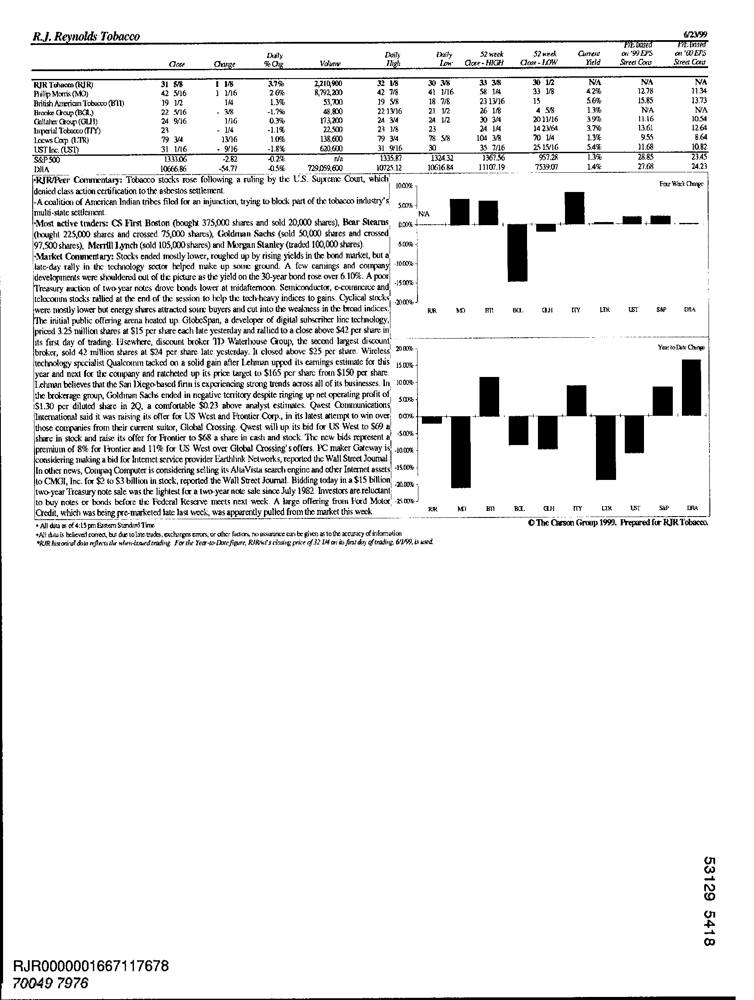 R.J. Reynolds Tobacco 6/23/99
Close Change Daily % Chg Volume Daily High Daily Low 52 week Close - HIGH 52 week Close - LOW Current Yield P/E based on '99 EPS Street Cons P/E based on '00 EPS Street Cons
RJR Tobacco (RJR) 31 5/8 1 1/8 3.7% 2,210,900 32 1/8 30 3/8 33 3/8 30 1/2 N/A N/A N/A
Philip Morris (MO) 42 5/16 1 1/16 2.6% 8,792,200 42 7/8 41 1/16 58 1/4 33 1/8 4.2% 12.78 11.34
British American Tobacco (BTI) 19 1/2 1/4 1.3% 53,700 19 5/8 18 7/8 23 13/16 15 5.6% 15.85 13.73
Brooke Group (BGL) 22 5/16 - 3/8 -1.7% 48,800 22 13/16 21 1/2 26 1/8 4 5/8 1.3% N/A N/A
Gallaher Group (GLH) 24 9/16 1/16 0.3% 173,200 24 3/4 24 1/2 30 3/4 20 11/16 3.9% 11.16 10.54
Imperial Tobacco (ITY) 23 - 1/4 -1.1% 22,500 23 1/8 23 24 1/4 14 23/64 3.7% 13.61 12.64
Loews Corp (LTR) 79 3/4 13/16 1.0% 138,600 79 3/4 78 5/8 104 3/8 70 1/4 1.3% 9.55 8.64
UST Inc. (UST) 31 1/16 - 9/16 -1.8% 620,600 31 9/16 30 35 7/16 25 15/16 5.4% 11.68 10.82
S&P 500 1333.06 -2.82 -0.2% n/a 1335.87 1324.32 1367.56 957.28 1.3% 28.85 23.45
DJIA 10666.86 -54.77 -0.5% 729,059,600 10725.12 10616.84 11107.19 7539.07 1.4% 27.68 24.23
-RJR/Peer Commentary: Tobacco stocks rose following a ruling by the U.S. Supreme Court, which
denied class action certification to the asbestos settlement.
-A coalition of American Indian tribes filed for an injunction, trying to block part of the tobacco industry's
multi-state settlement.
-Most active traders: CS First Boston (bought 375,000 shares and sold 20,000 shares), Bear Stearns
(bought 225,000 shares and crossed 75,000 shares), Goldman Sachs (sold 50,000 shares and crossed
97,500 shares), Merrill Lynch (sold 105,000 shares) and Morgan Stanley (traded 100,000 shares).
-Market Commentary: Stocks ended mostly lower, roughed up by rising yields in the bond market, but a
late-day rally in the technology sector helped make up some ground. A few earnings and company
developments were shouldered out of the picture as the yield on the 30-year bond rose over 6.10%. A poor
Treasury auction of two-year notes drove bonds lower at midafternoon. Semiconductor, e-commerce and
telecomm stocks rallied at the end of the session to help the tech-heavy indices to gains. Cyclical stocks
were mostly lower but energy shares attracted some buyers and cut into the weakness in the broad indices.
The initial public offering arena heated up. GlobeSpan, a developer of digital subscriber line technology,
priced 3.25 million shares at $15 per share late yesterday and rallied to a close above $42 per share in
its first day of trading. Elsewhere, discount broker TD Waterhouse Group, the second largest discount
broker, sold 42 million shares at $24 per share late yesterday. It closed above $25 per share. Wireless
technology specialist Qualcomm tacked on a solid gain after Lehman upped its earnings estimate for this
year and next for the company and ratcheted up its price target to $165 per share from $150 per share.
Lehman believes that the San Diego-based firm is experiencing strong trends across all of its businesses. In
the brokerage group, Goldman Sachs ended in negative territory despite ringing up net operating profit of
$1.30 per diluted share in 2Q, a comfortable $0.23 above analyst estimates. Qwest Communications
International said it was raising its offer for US West and Frontier Corp., in its latest attempt to win over
those companies from their current suitor, Global Crossing. Qwest will up its bid for US West to $69 a
share in stock and raise its offer for Frontier to $68 a share in cash and stock. The new bids represent a
premium of 8% for Frontier and 11% for US West over Global Crossing's offers. PC maker Gateway is
considering making a bid for Internet service provider Earthlink Networks, reported the Wall Street Journal.
In other news, Compaq Computer is considering selling its AltaVista search engine and other Internet assets
to CMGI, Inc. for $2 to $3 billion in stock, reported the Wall Street Journal. Bidding today in a $15 billion
two-year Treasury note sale was the lightest for a two-year note sale since July 1982. Investors are reluctant
to buy notes or bonds before the Federal Reserve meets next week. A large offering from Ford Motor
Credit, which was being pre-marketed late last week, was apparently pulled from the market this week.
Four Week Change
10.00%
5.00%
N/A
0.00%
-5.00%
-10.00%
-15.00%
-20.00%
RJR MO BTI BGL GLH ITY LTR UST S&P DJIA
Year to Date Change
20.00%
15.00%
10.00%
5.00%
0.00%
-5.00%
-10.00%
-15.00%
-20.00%
-25.00%
RJR MO BTI BGL GLH ITY LTR UST S&P DJIA
© The Carson Group 1999. Prepared for RJR Tobacco.
* All data as of 4:15 pm Eastern Standard Time
*All data is believed correct, but due to late trades, exchanges errors, or other factors, no assurance can be given as to the accuracy of information
*RJR historical data reflects the when-issued trading. For the Year-to-Date figure, RJRwi's closing price of 32 1/4 on its first day of trading, 6/1/99, is used.
53129 5418
RJR0000001667117678
70049 7976